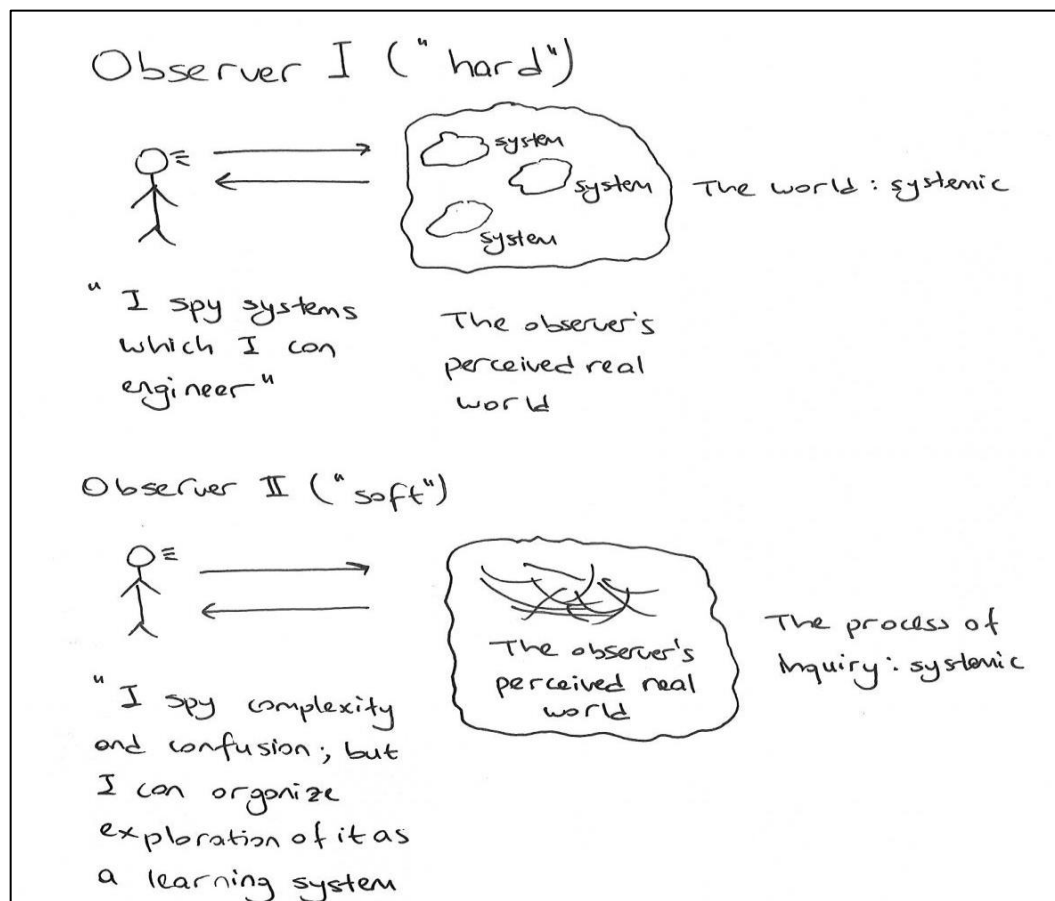 Observer I ("hard")
system
system
system
The world : systemic
"I spy systems
which I can
engineer"
The observer's
perceived real
world
Observer II ("soft")
The observer's
perceived real
world
The process of
inquiry : systemic
"I spy complexity
and confusion; but
I can organize
exploration of it as
a learning system